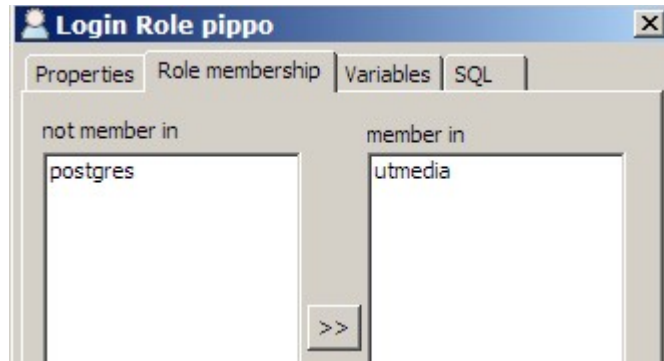 Login Role pippo
Properties Role membership Variables SQL
not member in member in
postgres utmedia
>>